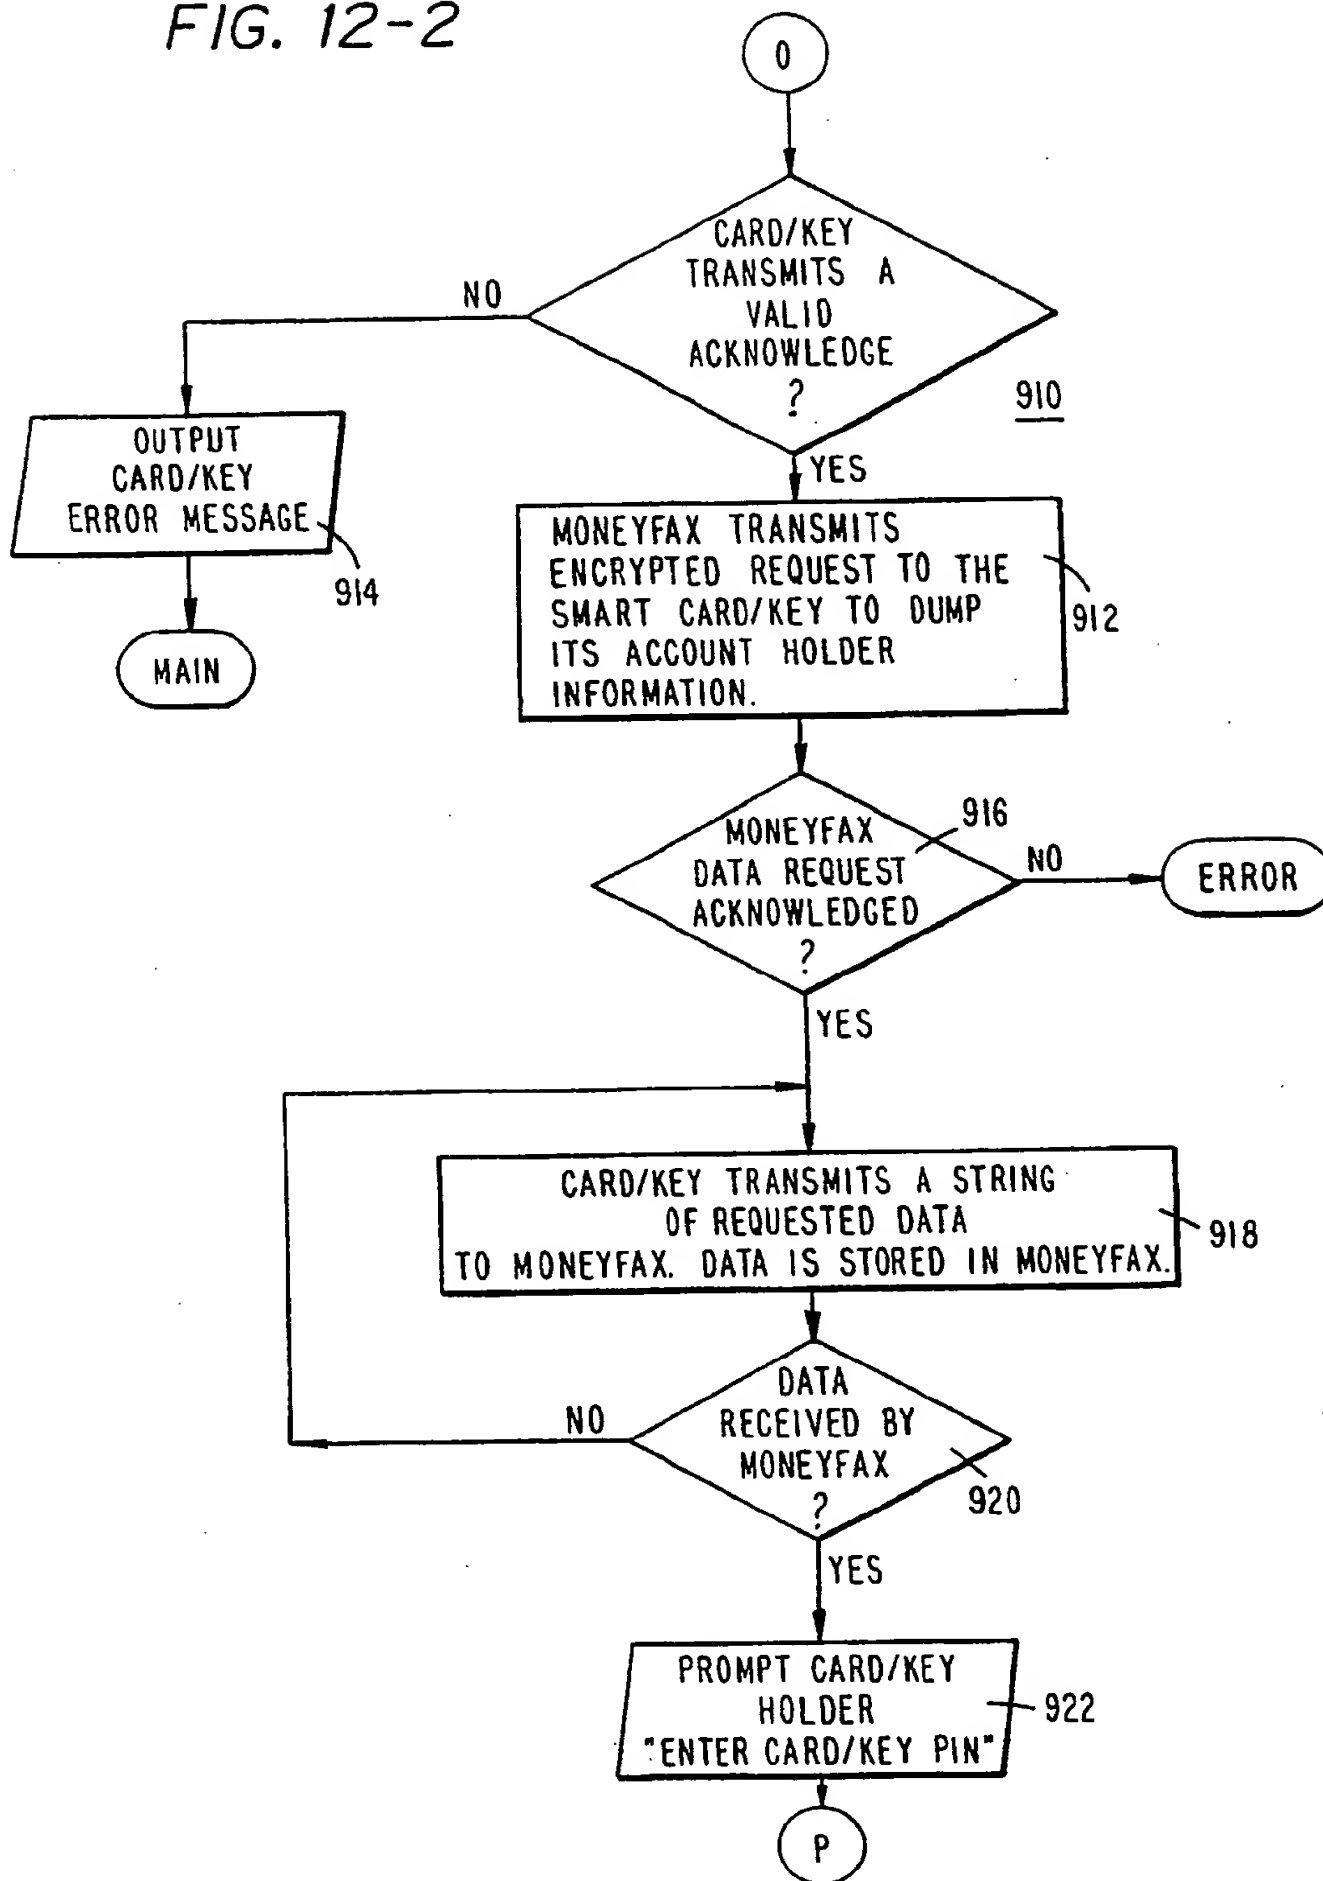 FIG. 12-2
O
CARD/KEY
TRANSMITS A
VALID
ACKNOWLEDGE
?
910
NO
YES
OUTPUT
CARD/KEY
ERROR MESSAGE
914
MAIN
MONEYFAX TRANSMITS
ENCRYPTED REQUEST TO THE
SMART CARD/KEY TO DUMP
ITS ACCOUNT HOLDER
INFORMATION.
912
MONEYFAX
DATA REQUEST
ACKNOWLEDGED
?
916
NO
ERROR
YES
CARD/KEY TRANSMITS A STRING
OF REQUESTED DATA
TO MONEYFAX. DATA IS STORED IN MONEYFAX.
918
DATA
RECEIVED BY
MONEYFAX
?
920
NO
YES
PROMPT CARD/KEY
HOLDER
"ENTER CARD/KEY PIN"
922
P